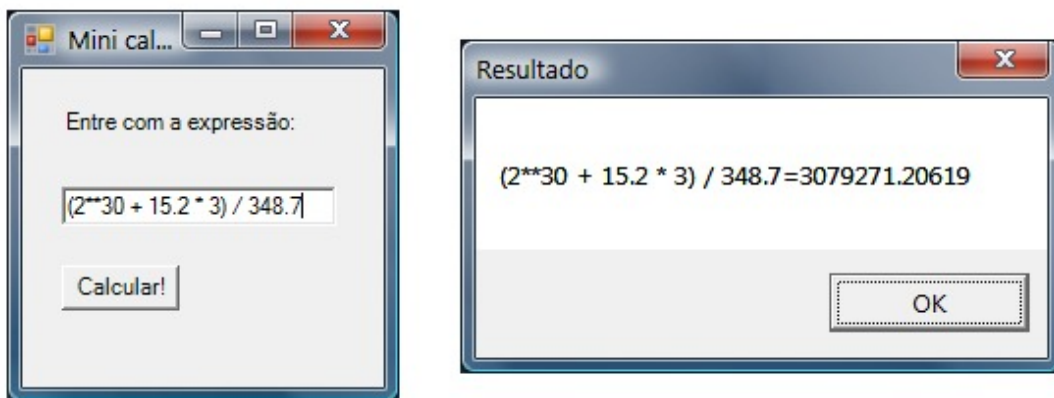 Mini cal...
Entre com a expressão:
(2**30 + 15.2 * 3) / 348.7
Calcular!
Resultado
(2**30 + 15.2 * 3) / 348.7=3079271.20619
OK